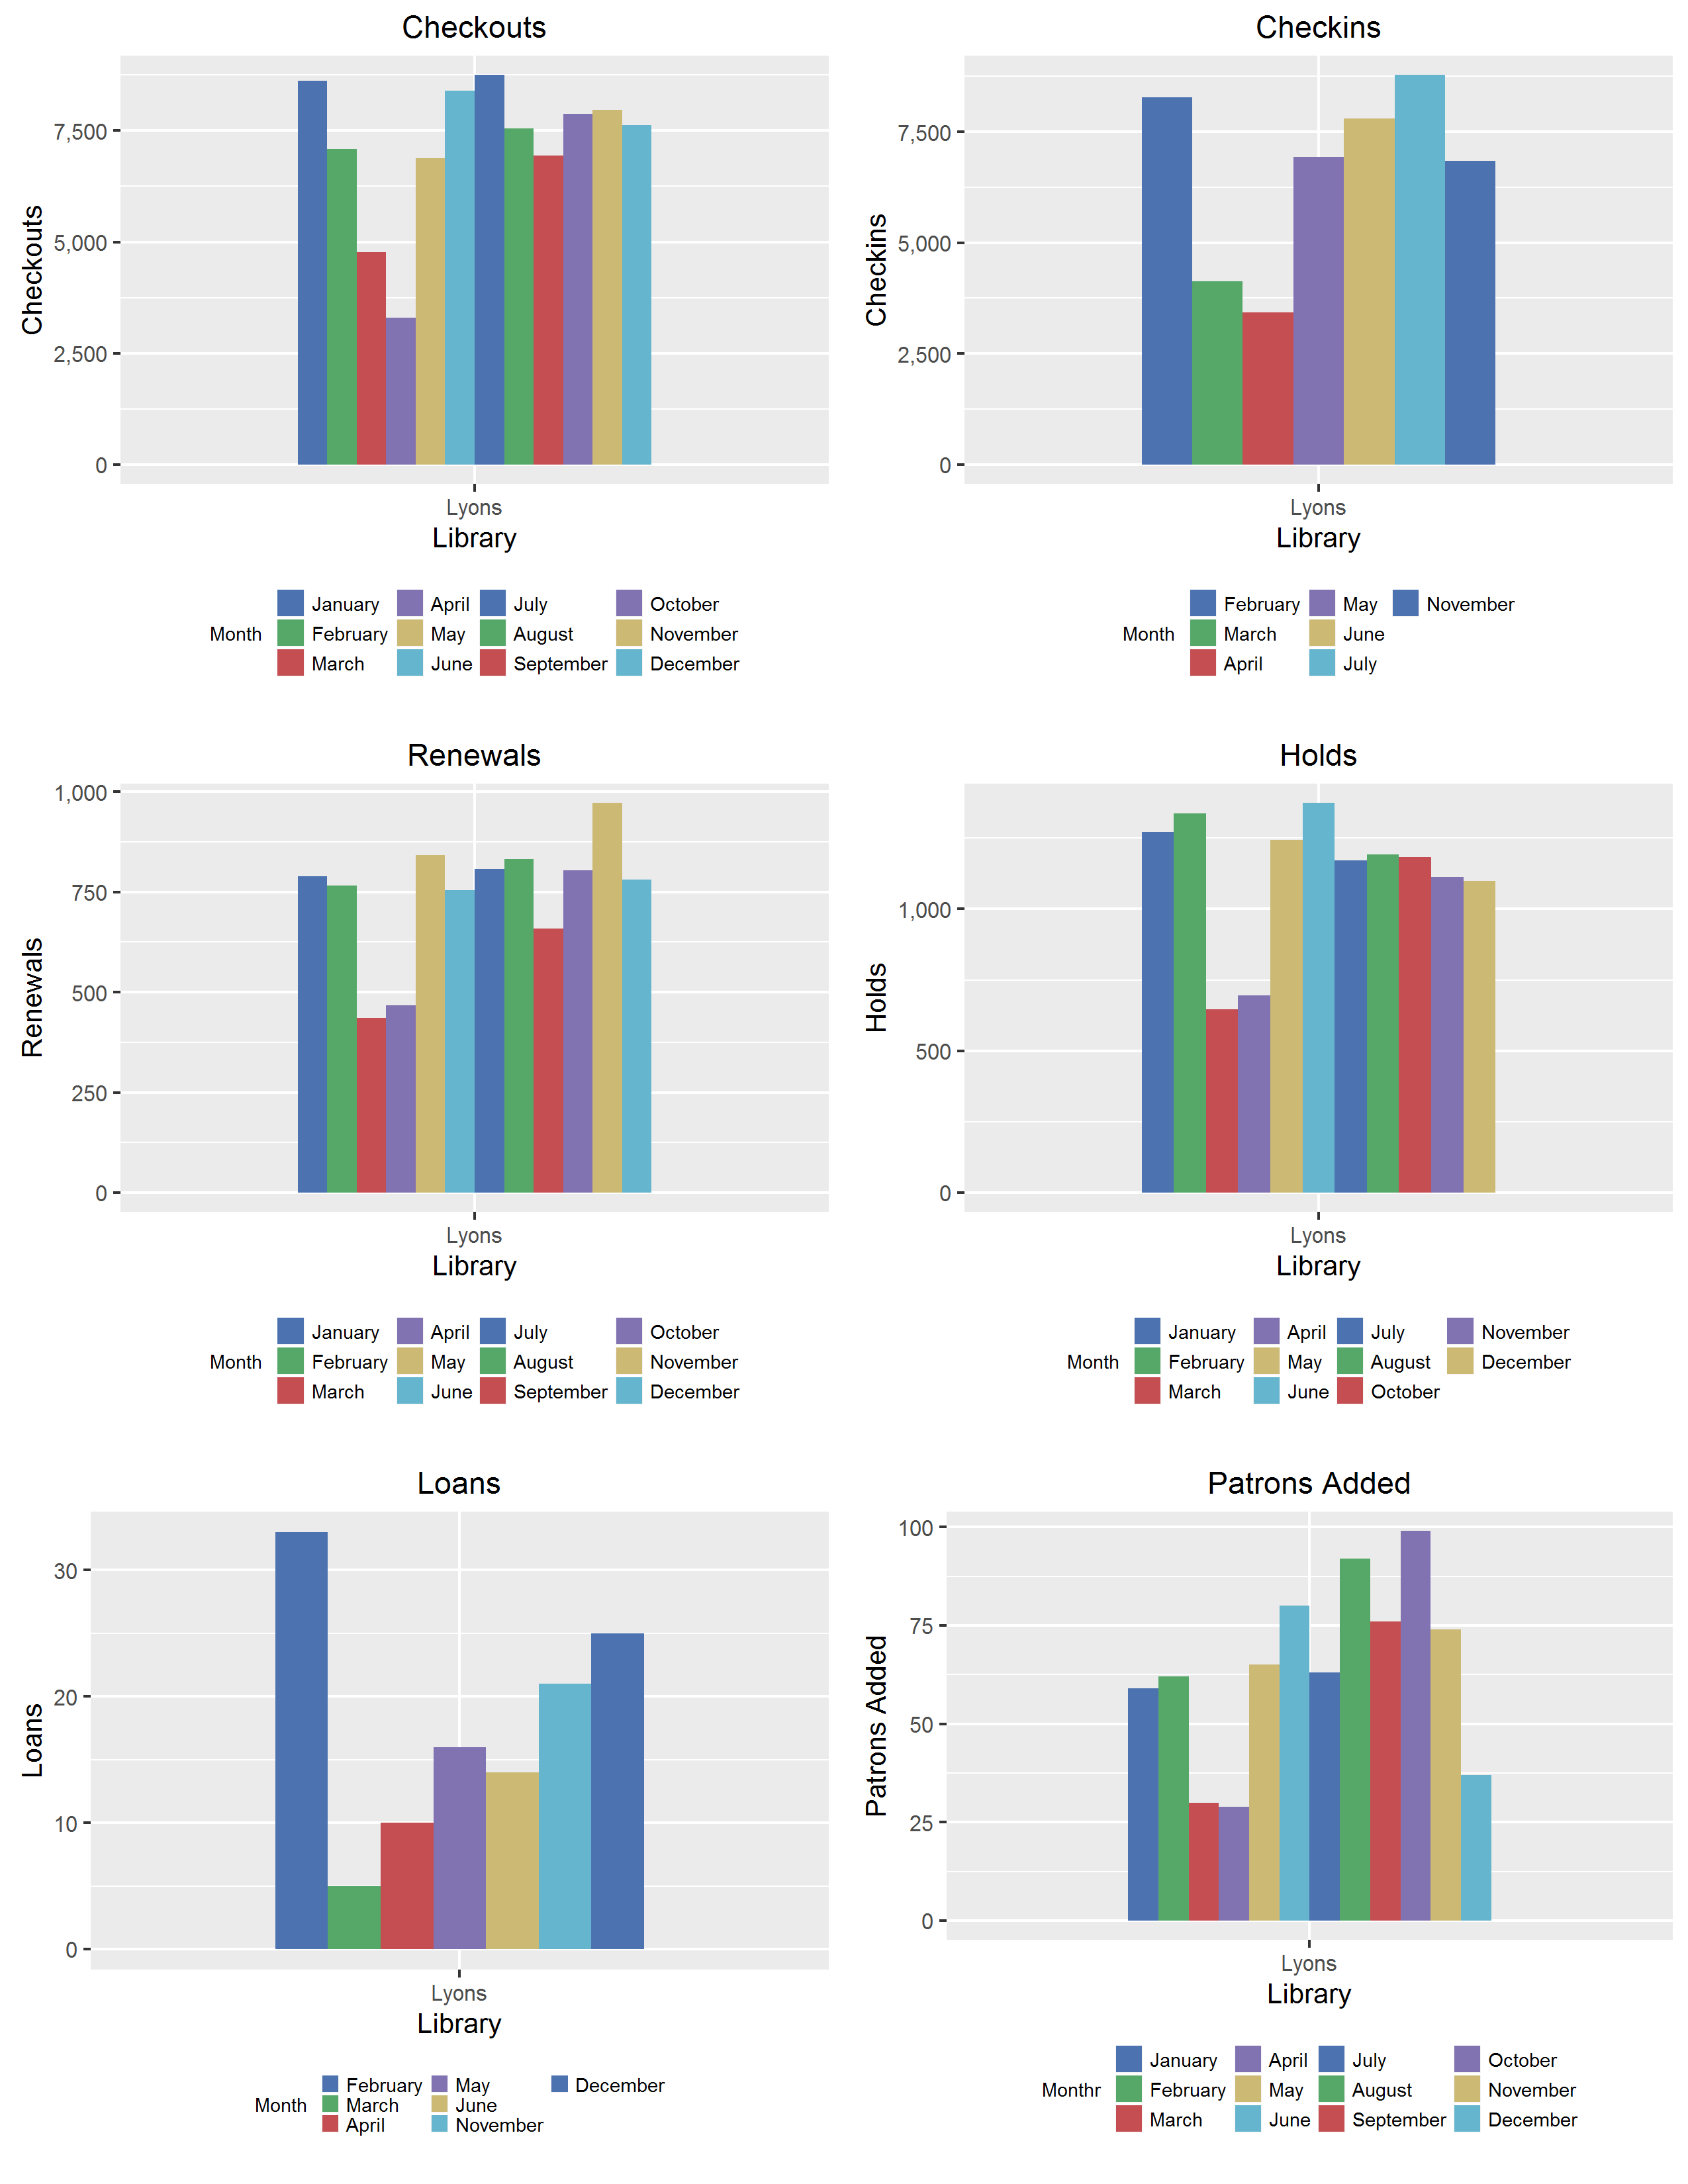 Checkouts
Checkouts
7,500
5,000
2,500
0
Lyons
Library
Month
January April July October
February May August November
March June September December
Checkins
Checkins
7,500
5,000
2,500
0
Lyons
Library
Month
February May November
March June
April July
Renewals
Renewals
1,000
750
500
250
0
Lyons
Library
Month
January April July October
February May August November
March June September December
Holds
Holds
1,000
500
0
Lyons
Library
Month
January April July November
February May August December
March June October
Loans
Loans
30
20
10
0
Lyons
Library
Month
February May December
March June
April November
Patrons Added
Patrons Added
100
75
50
25
0
Lyons
Library
Monthr
January April July October
February May August November
March June September December